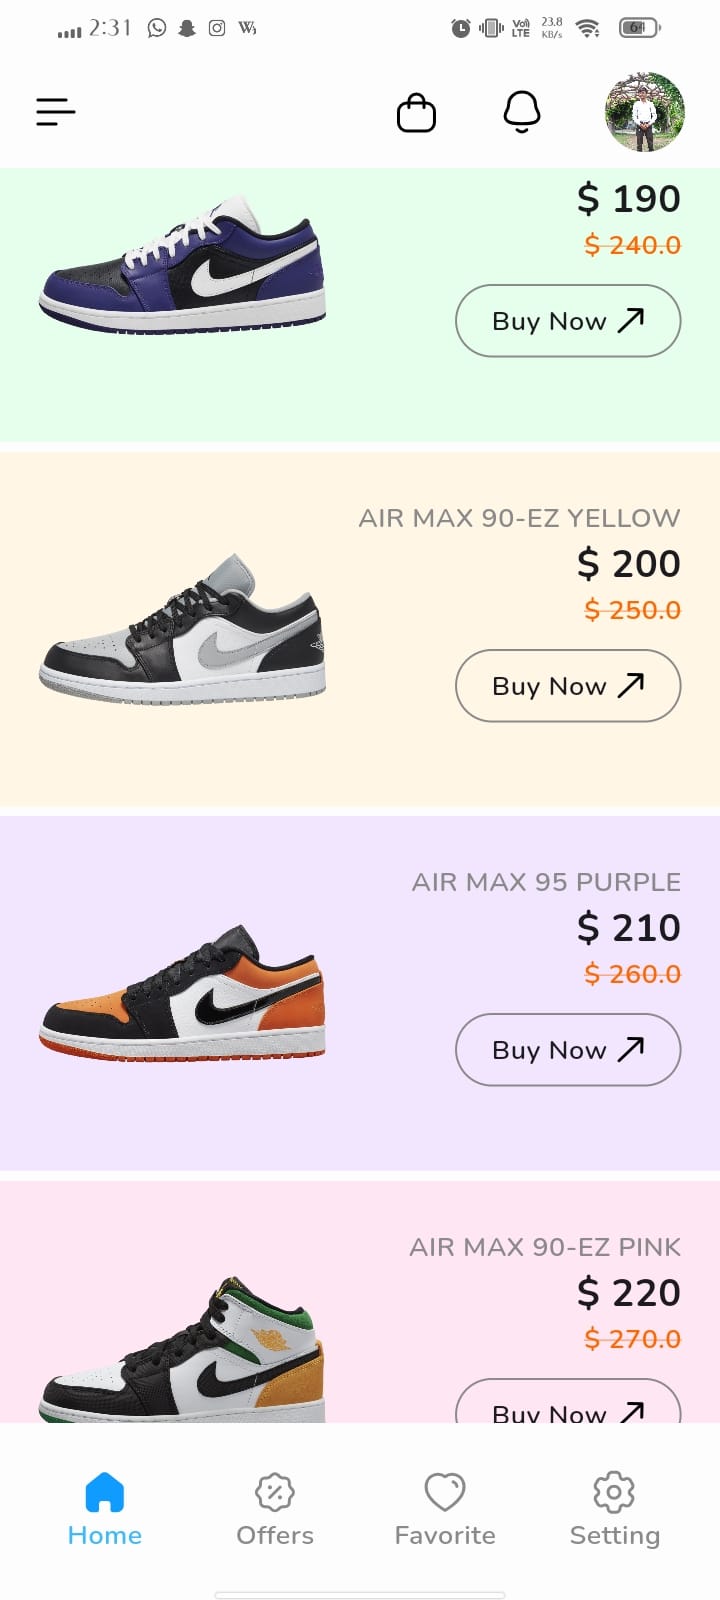 2:31
Vo)
LTE
23.8
KB/s
64
$ 190
$ 240.0
Buy Now
AIR MAX 90-EZ YELLOW
$ 200
$ 250.0
Buy Now
AIR MAX 95 PURPLE
$ 210
$ 260.0
Buy Now
AIR MAX 90-EZ PINK
$ 220
$ 270.0
Buy Now
Home
Offers
Favorite
Setting